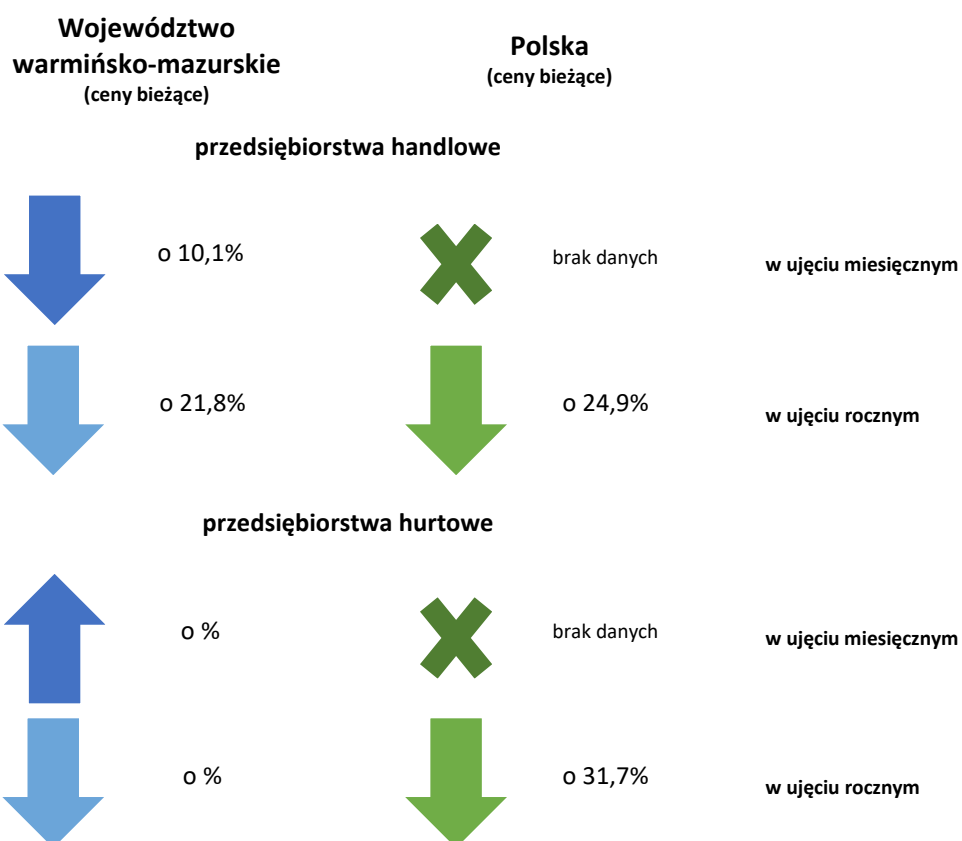 Województwo
warmińsko-mazurskie
(ceny bieżące)
Polska
(ceny bieżące)
przedsiębiorstwa handlowe
o 10,1%
brak danych
w ujęciu miesięcznym
o 21,8%
o 24,9%
w ujęciu rocznym
przedsiębiorstwa hurtowe
o %
brak danych
w ujęciu miesięcznym
o %
o 31,7%
w ujęciu rocznym